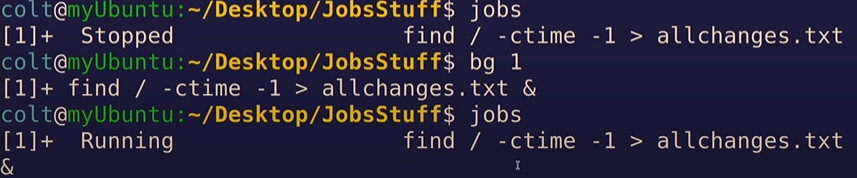 colt@myUbuntu:~/Desktop/JobsStuff$ jobs
[1]+  Stopped                 find / -ctime -1 > allchanges.txt
colt@myUbuntu:~/Desktop/JobsStuff$ bg 1
[1]+ find / -ctime -1 > allchanges.txt &
colt@myUbuntu:~/Desktop/JobsStuff$ jobs
[1]+  Running                 find / -ctime -1 > allchanges.txt
&